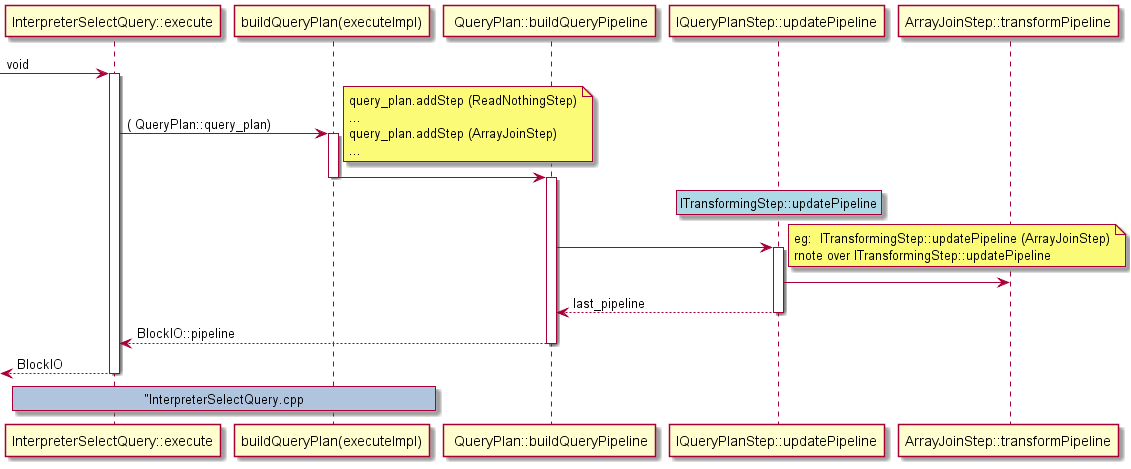 InterpreterSelectQuery::execute
buildQueryPlan(executeImpl)
QueryPlan::buildQueryPipeline
IQueryPlanStep::updatePipeline
ArrayJoinStep::transformPipeline
void
query_plan.addStep (ReadNothingStep)
...
query_plan.addStep (ArrayJoinStep)
...
( QueryPlan::query_plan)
ITransformingStep::updatePipeline
eg:  ITransformingStep::updatePipeline (ArrayJoinStep)
rnote over ITransformingStep::updatePipeline
last_pipeline
BlockIO::pipeline
BlockIO
"InterpreterSelectQuery.cpp
InterpreterSelectQuery::execute
buildQueryPlan(executeImpl)
QueryPlan::buildQueryPipeline
IQueryPlanStep::updatePipeline
ArrayJoinStep::transformPipeline